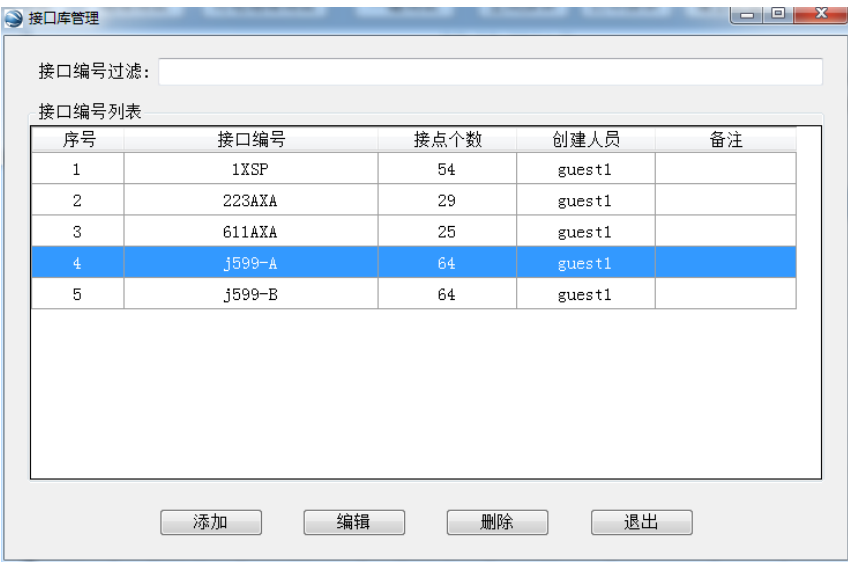 接口库管理
接口编号过滤:
接口编号列表
序号 接口编号 接点个数 创建人员 备注
1 1XSP 54 guest1
2 223AXA 29 guest1
3 611AXA 25 guest1
4 j599-A 64 guest1
5 j599-B 64 guest1
添加 编辑 删除 退出